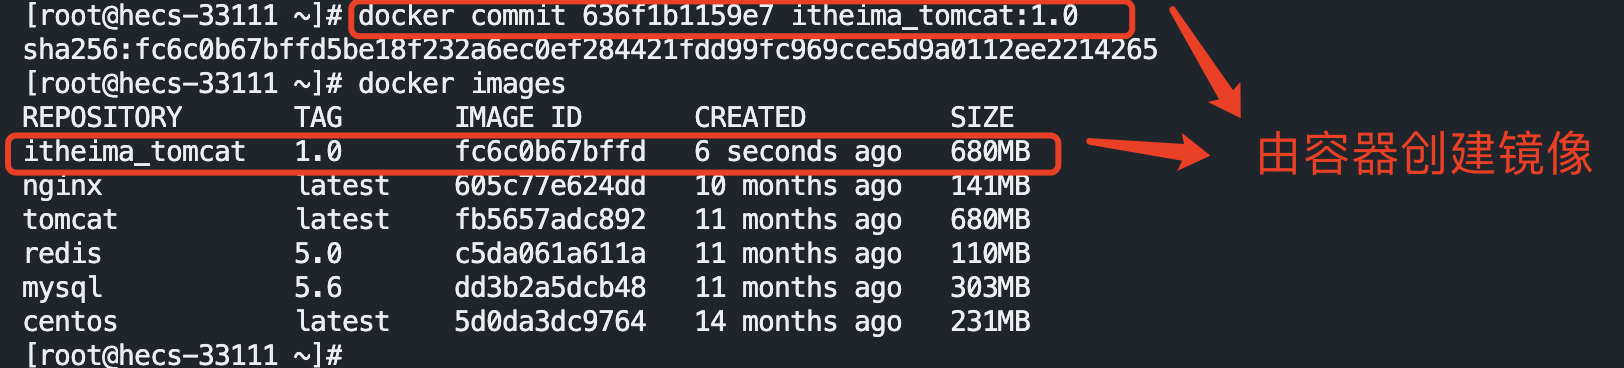 [root@hecs-33111 ~]# docker commit 636f1b1159e7 itheima_tomcat:1.0
sha256:fc6c0b67bffd5be18f232a6ec0ef284421fdd99fc969cce5d9a0112ee2214265
[root@hecs-33111 ~]# docker images
REPOSITORY TAG IMAGE ID CREATED SIZE
itheima_tomcat 1.0 fc6c0b67bffd 6 seconds ago 680MB
由容器创建镜像
nginx latest 605c77e624dd 10 months ago 141MB
tomcat latest fb5657adc892 11 months ago 680MB
redis 5.0 c5da061a611a 11 months ago 110MB
mysql 5.6 dd3b2a5dcb48 11 months ago 303MB
centos latest 5d0da3dc9764 14 months ago 231MB
[root@hecs-33111 ~]#